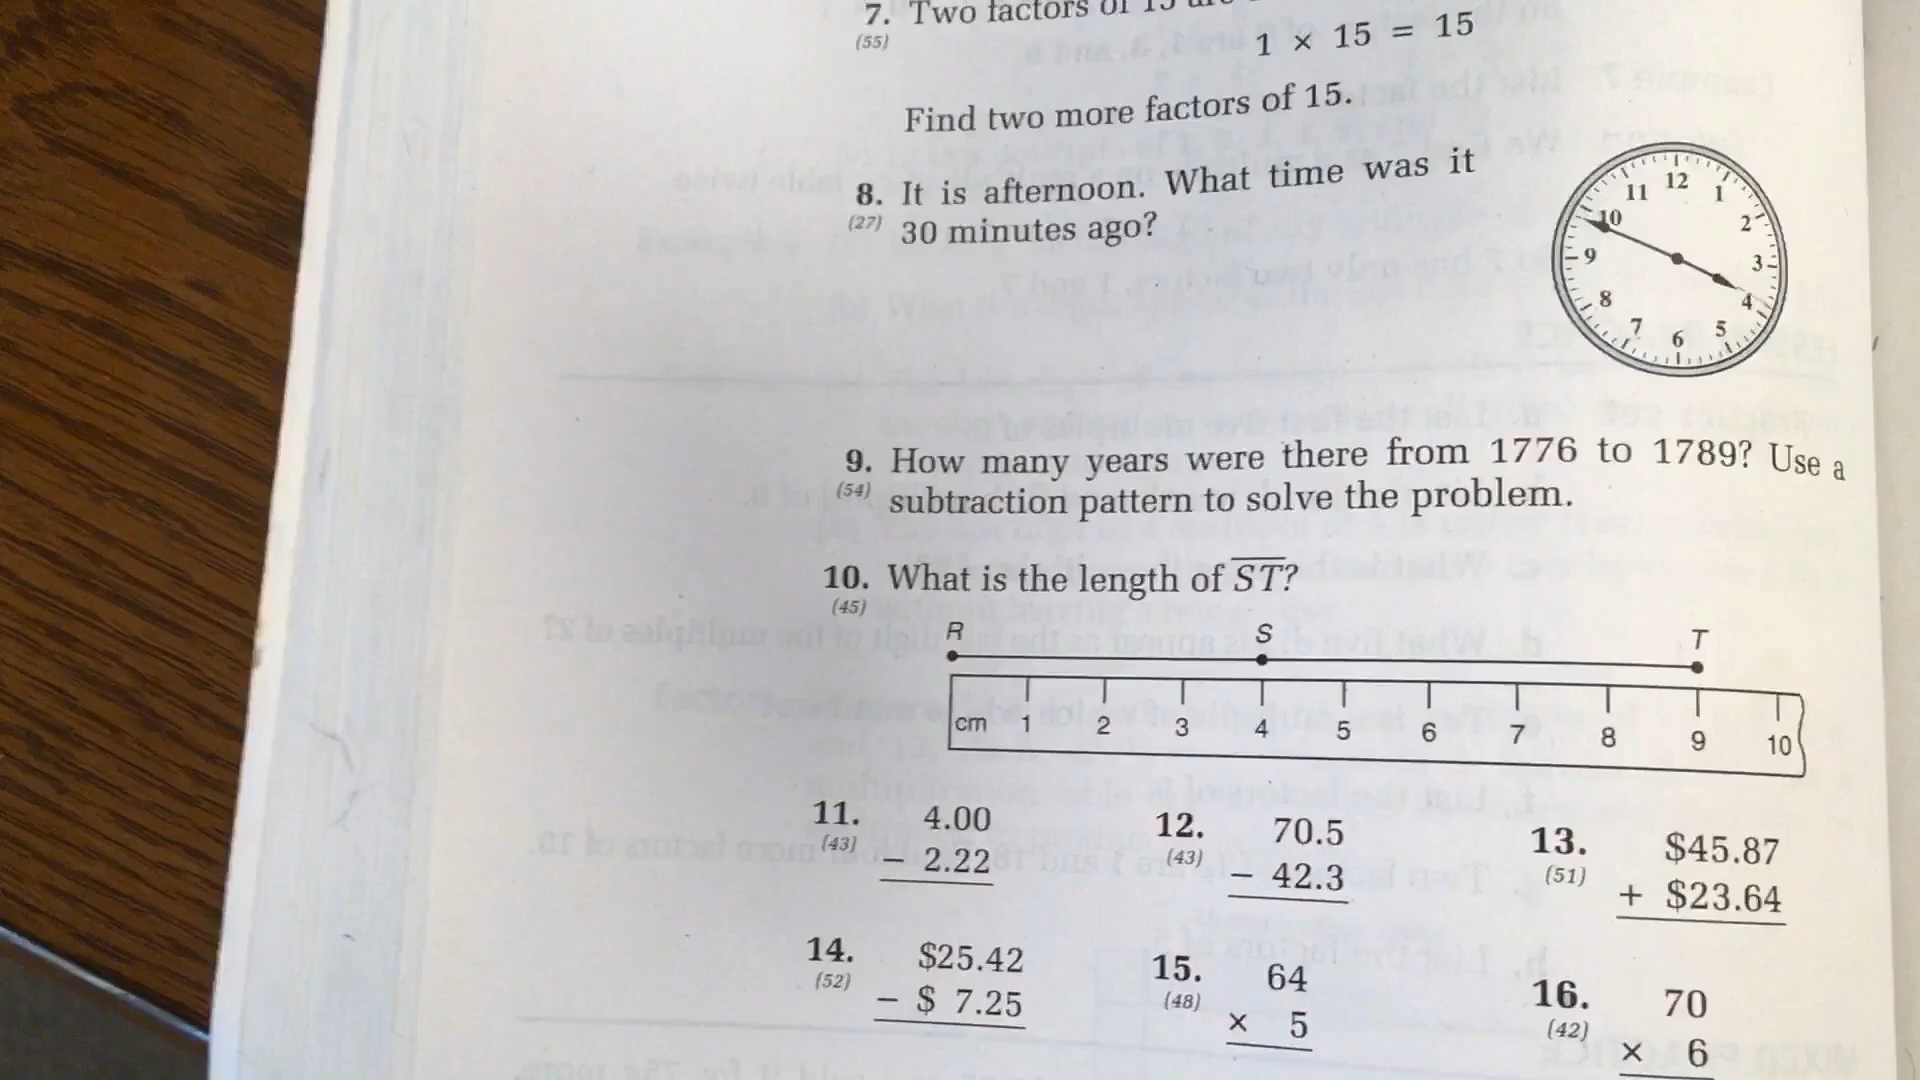 7. Two factors of 15 are
(55)
1 × 15 = 15
Find two more factors of 15.
8. It is afternoon. What time was it
(27) 30 minutes ago?
12
1
2
3
4
5
6
7
8
9
10
11
9. How many years were there from 1776 to 1789? Use a
(54) subtraction pattern to solve the problem.
10. What is the length of S̅T̅?
(45)
R S T
cm 1 2 3 4 5 6 7 8 9 10
11. 4.00
(43) − 2.22
12. 70.5
(43) − 42.3
13. $45.87
(51) + $23.64
14. $25.42
(52) − $ 7.25
15. 64
(48) × 5
16. 70
(42) × 6